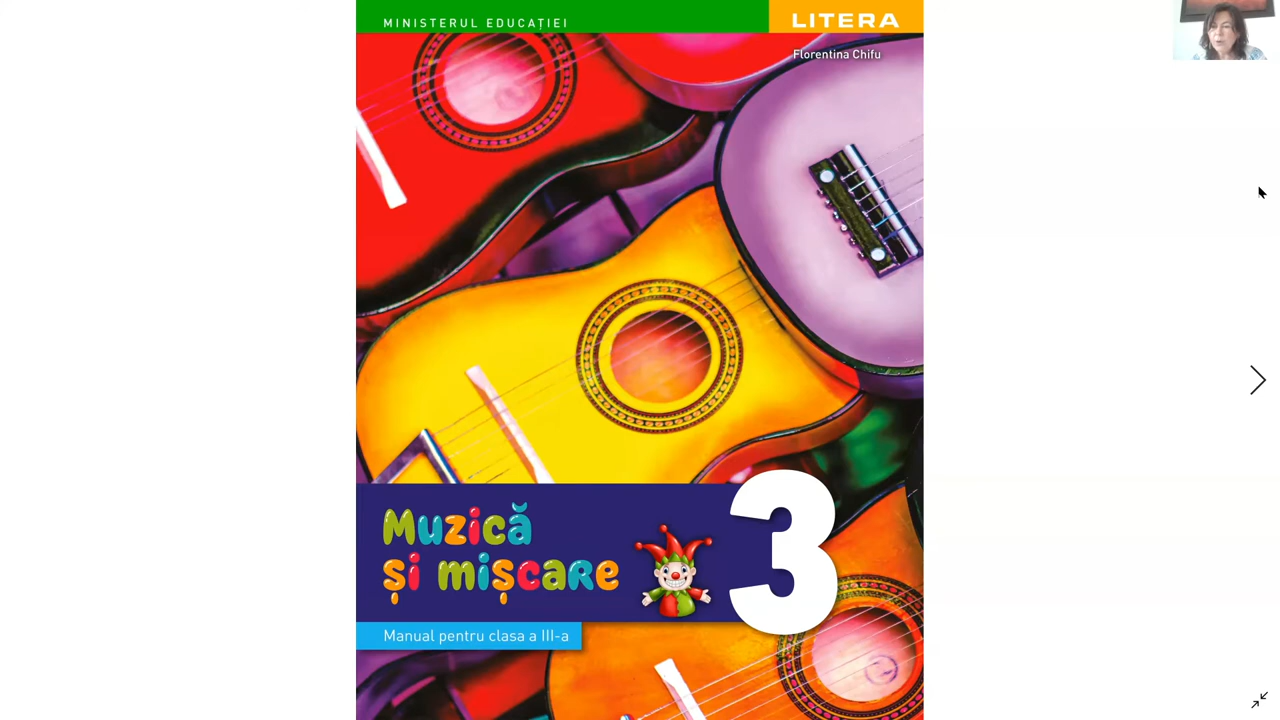 MINISTERUL EDUCAȚIEI
LITERA
Florentina Chifu
Muzică
și mișcare
3
Manual pentru clasa a III-a